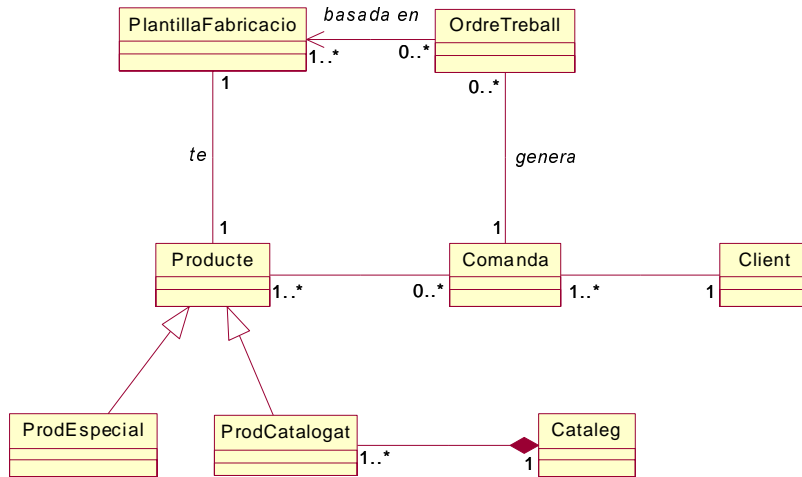 PlantillaFabricacio
basada en
OrdreTreball
1..*
0..*
1
0..*
te
genera
1
1
Producte
Comanda
Client
1..*
0..*
1..*
1
ProdEspecial
ProdCatalogat
Cataleg
1..*
1